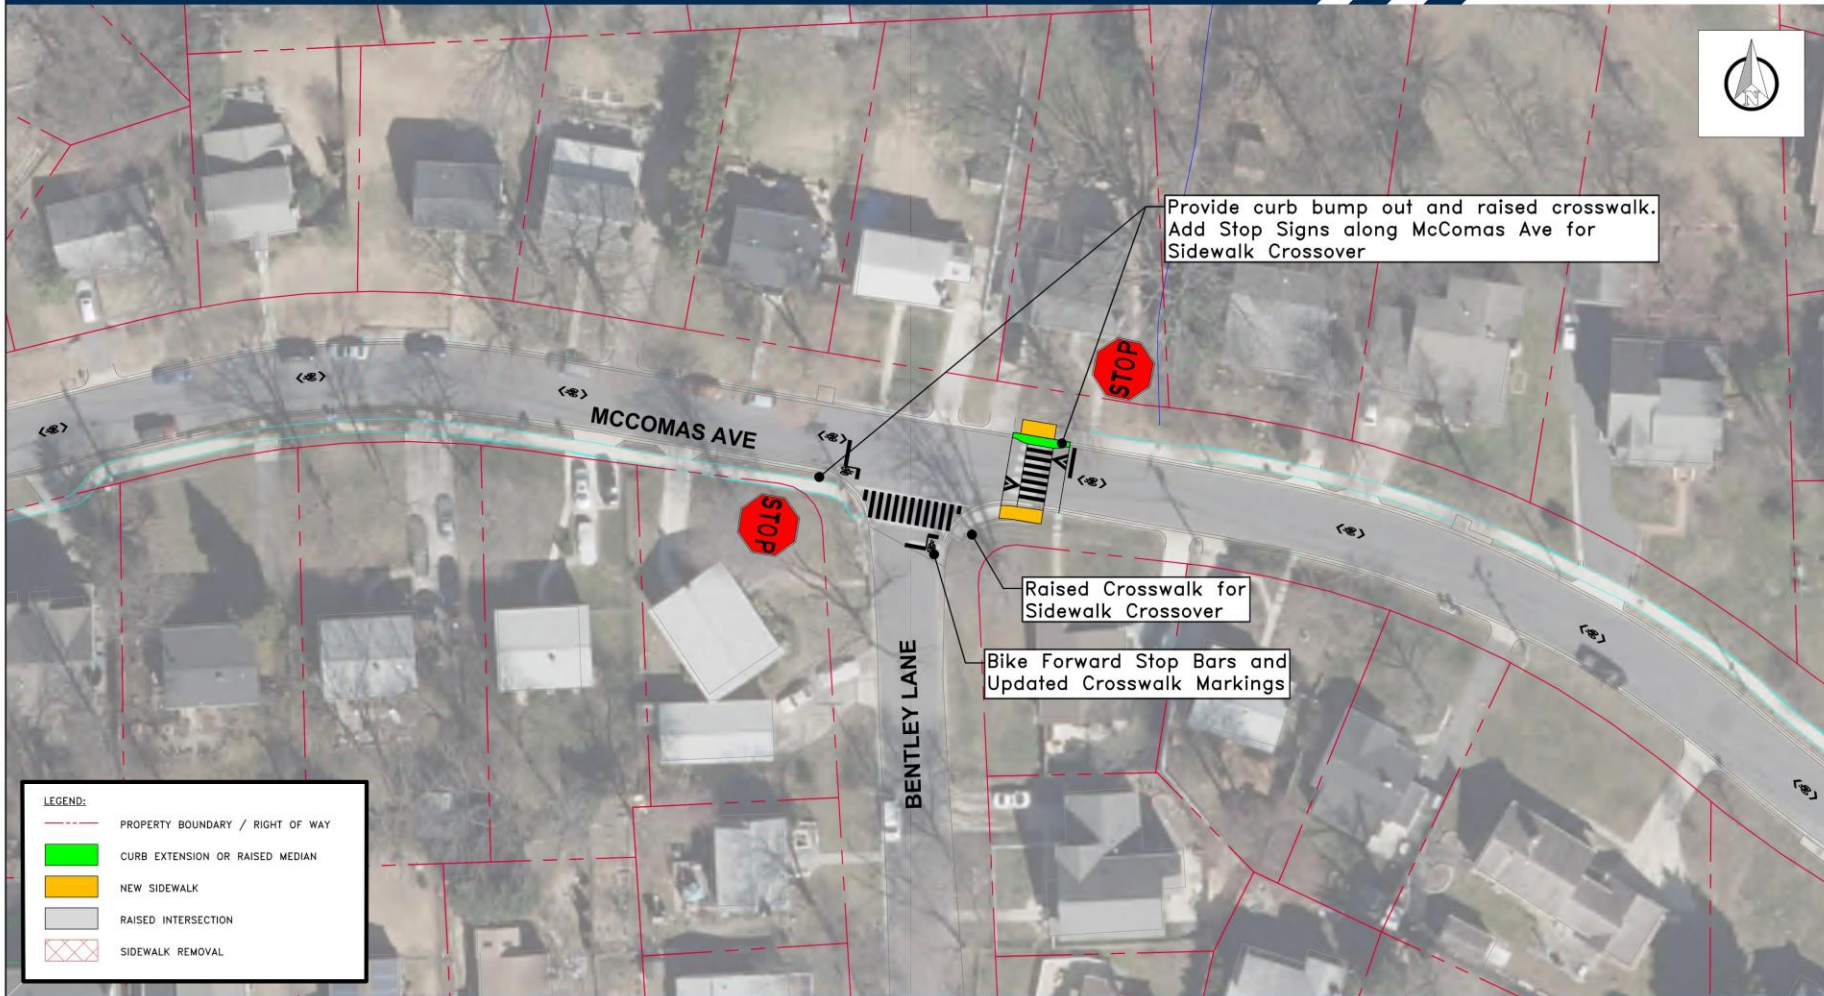 N
Provide curb bump out and raised crosswalk.
Add Stop Signs along McComas Ave for
Sidewalk Crossover
STOP
MCCOMAS AVE
STOP
Raised Crosswalk for
Sidewalk Crossover
Bike Forward Stop Bars and
Updated Crosswalk Markings
BENTLEY LANE
LEGEND:
PROPERTY BOUNDARY / RIGHT OF WAY
CURB EXTENSION OR RAISED MEDIAN
NEW SIDEWALK
RAISED INTERSECTION
SIDEWALK REMOVAL